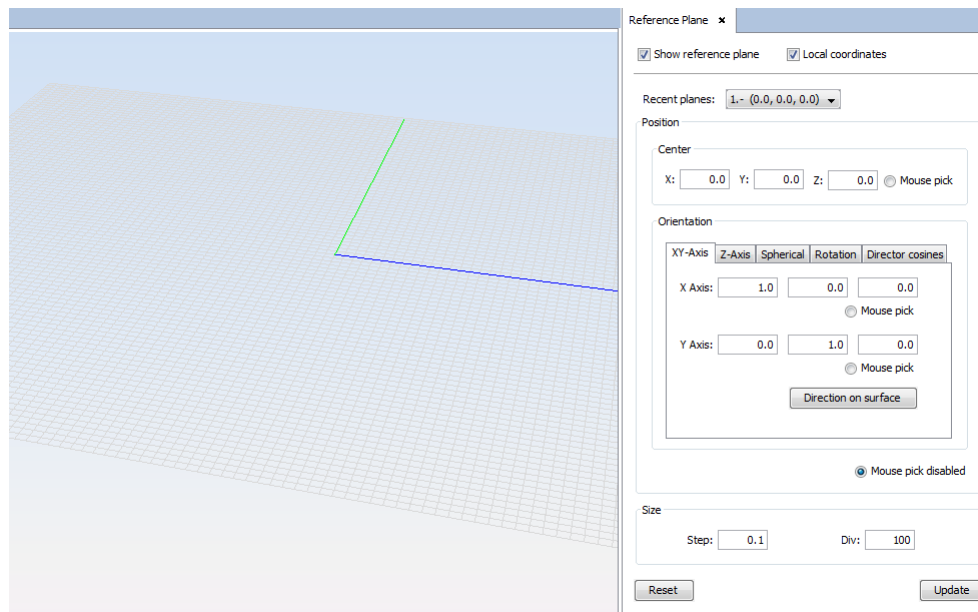 Reference Plane ×
Show reference plane Local coordinates
Recent planes: 1.- (0.0, 0.0, 0.0)
Position
Center
X: 0.0 Y: 0.0 Z: 0.0 Mouse pick
Orientation
XY-Axis Z-Axis Spherical Rotation Director cosines
X Axis: 1.0 0.0 0.0
Mouse pick
Y Axis: 0.0 1.0 0.0
Mouse pick
Direction on surface
Mouse pick disabled
Size
Step: 0.1 Div: 100
Reset Update